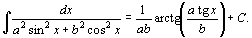 ∫ dx / (a² sin² x + b² cos² x) = 1/(ab) arctg(a tg x / b) + C.